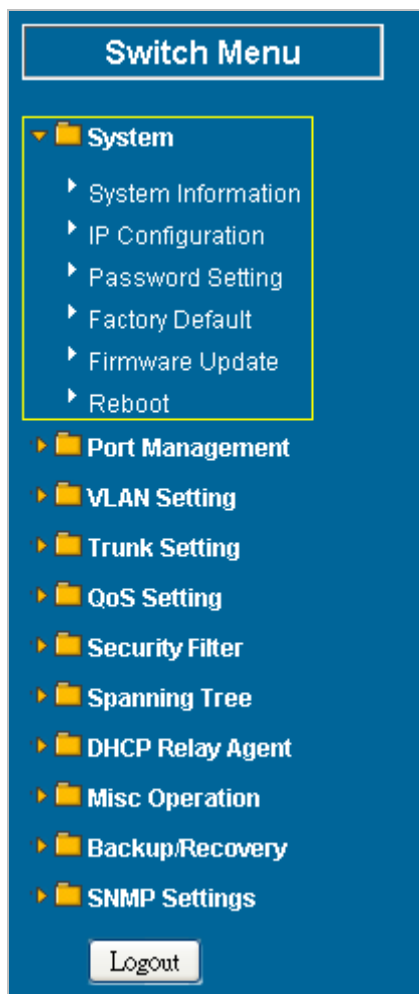 Switch Menu
System
System Information
IP Configuration
Password Setting
Factory Default
Firmware Update
Reboot
Port Management
VLAN Setting
Trunk Setting
QoS Setting
Security Filter
Spanning Tree
DHCP Relay Agent
Misc Operation
Backup/Recovery
SNMP Settings
Logout